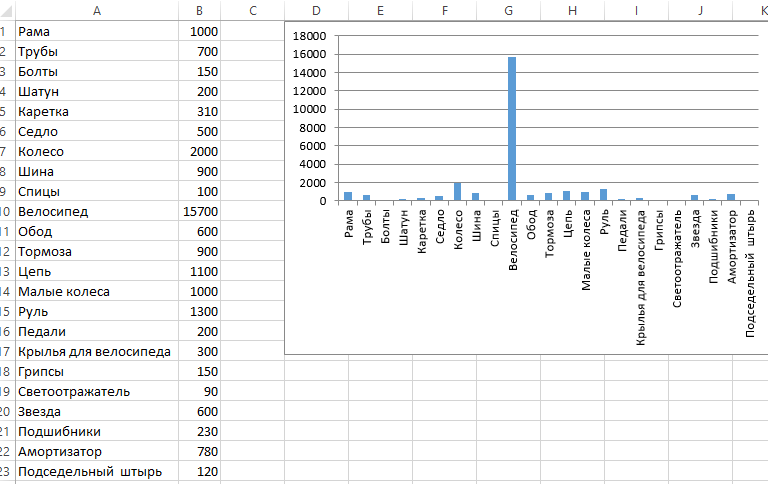 A B C D E F G H I J K
1 Рама 1000
2 Трубы 700
3 Болты 150
4 Шатун 200
5 Каретка 310
6 Седло 500
7 Колесо 2000
8 Шина 900
9 Спицы 100
10 Велосипед 15700
11 Обод 600
12 Тормоза 900
13 Цепь 1100
14 Малые колеса 1000
15 Руль 1300
16 Педали 200
17 Крылья для велосипеда 300
18 Грипсы 150
19 Светоотражатель 90
20 Звезда 600
21 Подшибники 230
22 Амортизатор 780
23 Подседельный штырь 120
18000
16000
14000
12000
10000
8000
6000
4000
2000
0
Рама
Трубы
Болты
Шатун
Каретка
Седло
Колесо
Шина
Спицы
Велосипед
Обод
Тормоза
Цепь
Малые колеса
Руль
Педали
Крылья для велосипеда
Грипсы
Светоотражатель
Звезда
Подшибники
Амортизатор
Подседельный штырь